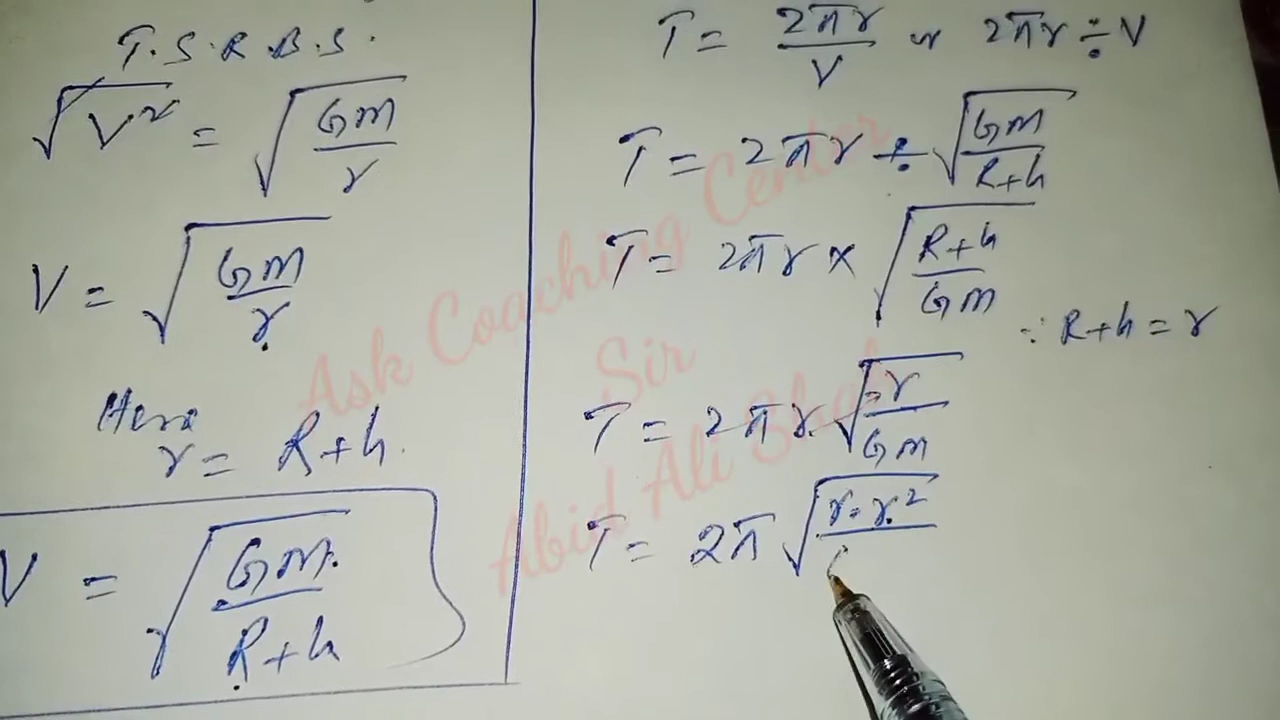 T.S.R.B.S.
√V² = √GM/r
V = √GM/r
Here
r = R+h.
V = √GM/R+h
T = 2πr/V or 2πr÷V
T = 2πr ÷ √GM/R+h
T = 2πr × √R+h/GM
∵ R+h = r
T = 2πr √r/GM
T = 2π √r.r²
Ask Coaching Center
Sir
Abid Ali Shah